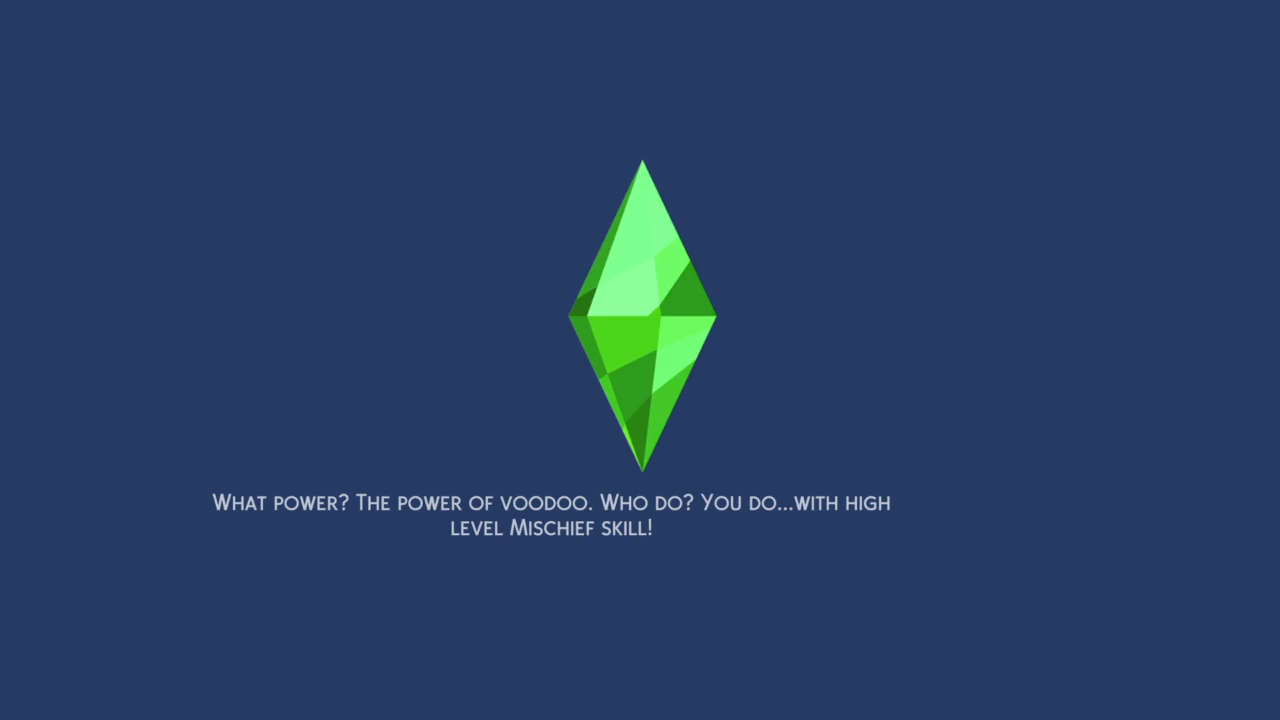 What power? The power of voodoo. Who do? You do...with high
level Mischief skill!